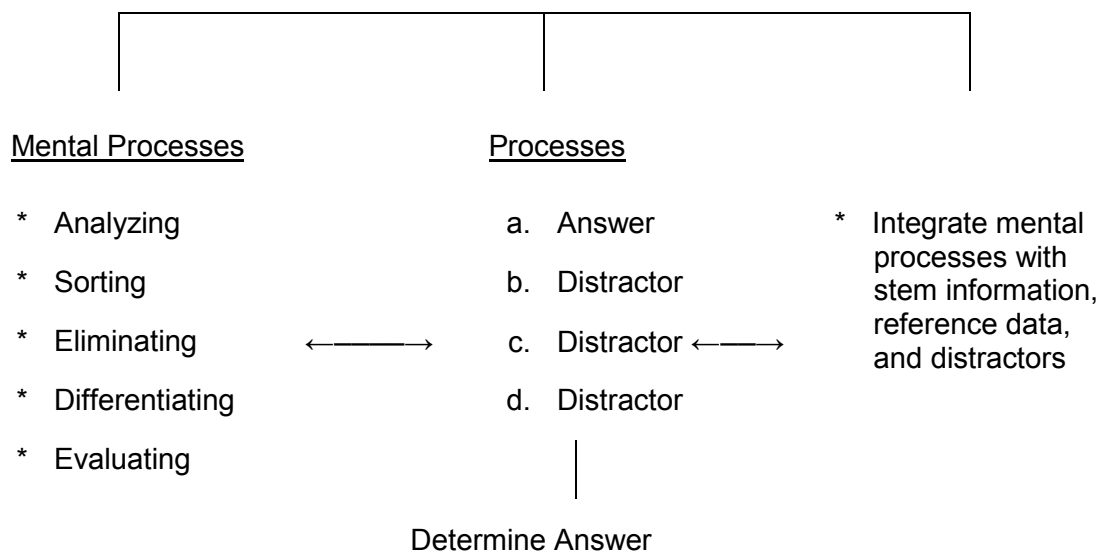 Mental Processes
* Analyzing
* Sorting
* Eliminating
* Differentiating
* Evaluating
Processes
a. Answer
b. Distractor
c. Distractor
d. Distractor
* Integrate mental
processes with
stem information,
reference data,
and distractors
Determine Answer